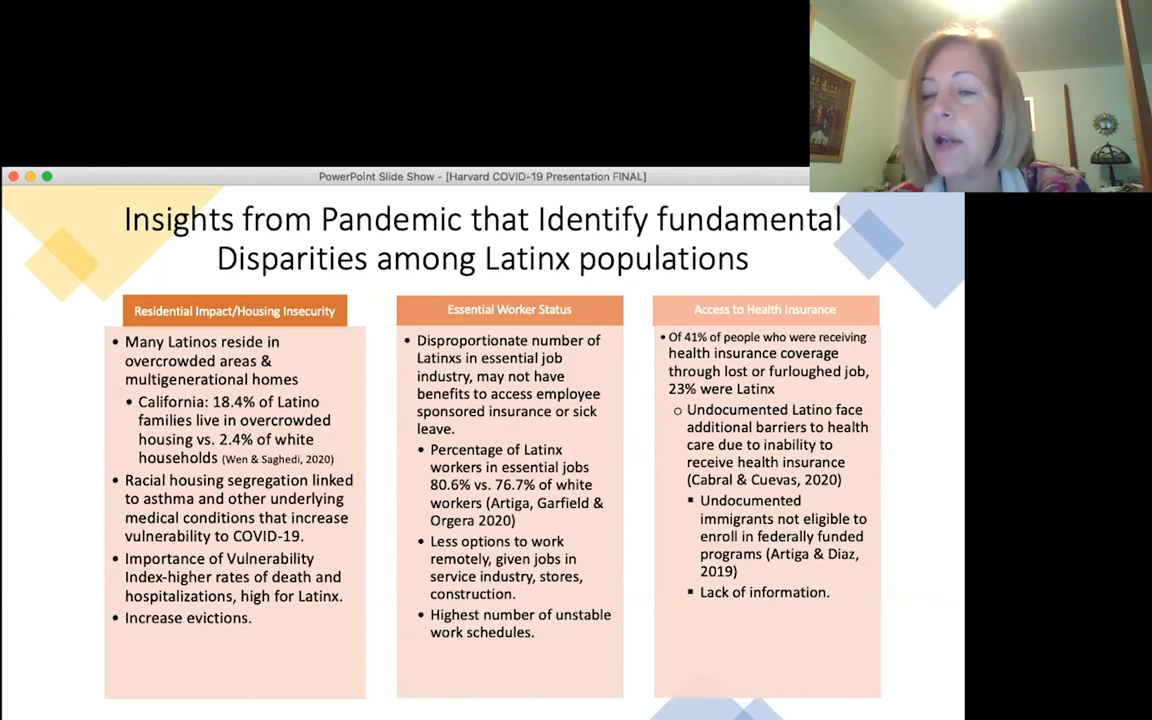 PowerPoint Slide Show - [Harvard COVID-19 Presentation FINAL]
Insights from Pandemic that Identify fundamental
Disparities among Latinx populations
Residential Impact/Housing Insecurity
• Many Latinos reside in
overcrowded areas &
multigenerational homes
• California: 18.4% of Latino
families live in overcrowded
housing vs. 2.4% of white
households (Wen & Saghedi, 2020)
• Racial housing segregation linked
to asthma and other underlying
medical conditions that increase
vulnerability to COVID-19.
• Importance of Vulnerability
Index-higher rates of death and
hospitalizations, high for Latinx.
• Increase evictions.
Essential Worker Status
• Disproportionate number of
Latinxs in essential job
industry, may not have
benefits to access employee
sponsored insurance or sick
leave.
• Percentage of Latinx
workers in essential jobs
80.6% vs. 76.7% of white
workers (Artiga, Garfield &
Orgera 2020)
• Less options to work
remotely, given jobs in
service industry, stores,
construction.
• Highest number of unstable
work schedules.
Access to Health Insurance
• Of 41% of people who were receiving
health insurance coverage
through lost or furloughed job,
23% were Latinx
o Undocumented Latino face
additional barriers to health
care due to inability to
receive health insurance
(Cabral & Cuevas, 2020)
▪ Undocumented
immigrants not eligible to
enroll in federally funded
programs (Artiga & Diaz,
2019)
▪ Lack of information.